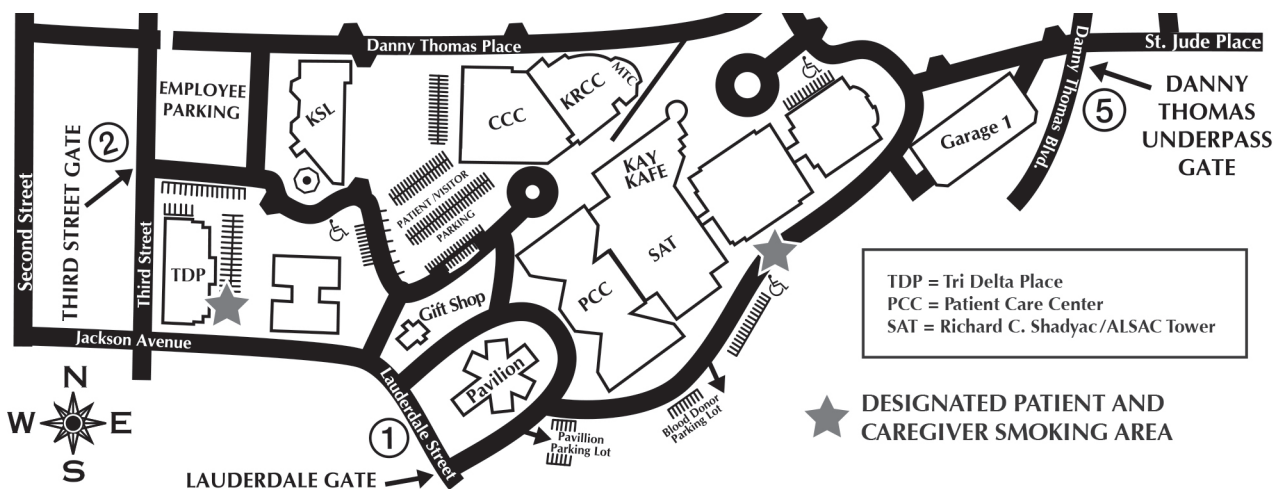 Danny Thomas Place
St. Jude Place
Danny Thomas Blvd.
DANNY
THOMAS
UNDERPASS
GATE
5
EMPLOYEE
PARKING
KSL
CCC
KRCC
MTC
Garage 1
2
THIRD STREET GATE
Second Street
Third Street
KAY
KAFE
PATIENT/VISITOR
PARKING
TDP
SAT
PCC
Gift Shop
Jackson Avenue
Pavilion
Lauderdale Street
1
LAUDERDALE GATE
Pavillion
Parking Lot
Blood Donor
Parking Lot
TDP = Tri Delta Place
PCC = Patient Care Center
SAT = Richard C. Shadyac/ALSAC Tower
DESIGNATED PATIENT AND
CAREGIVER SMOKING AREA
N
W E
S